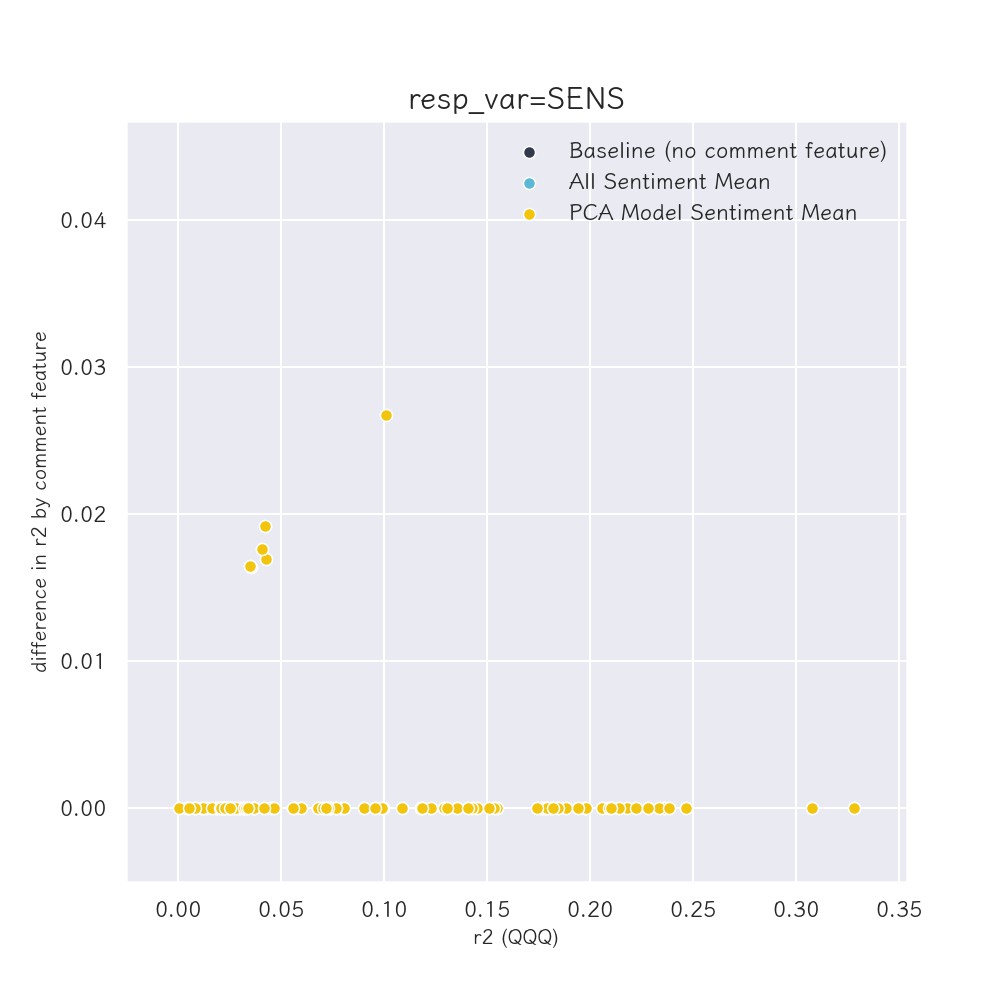 resp_var=SENS
Baseline (no comment feature)
All Sentiment Mean
PCA Model Sentiment Mean
difference in r2 by comment feature
0.04
0.03
0.02
0.01
0.00
0.00 0.05 0.10 0.15 0.20 0.25 0.30 0.35
r2 (QQQ)